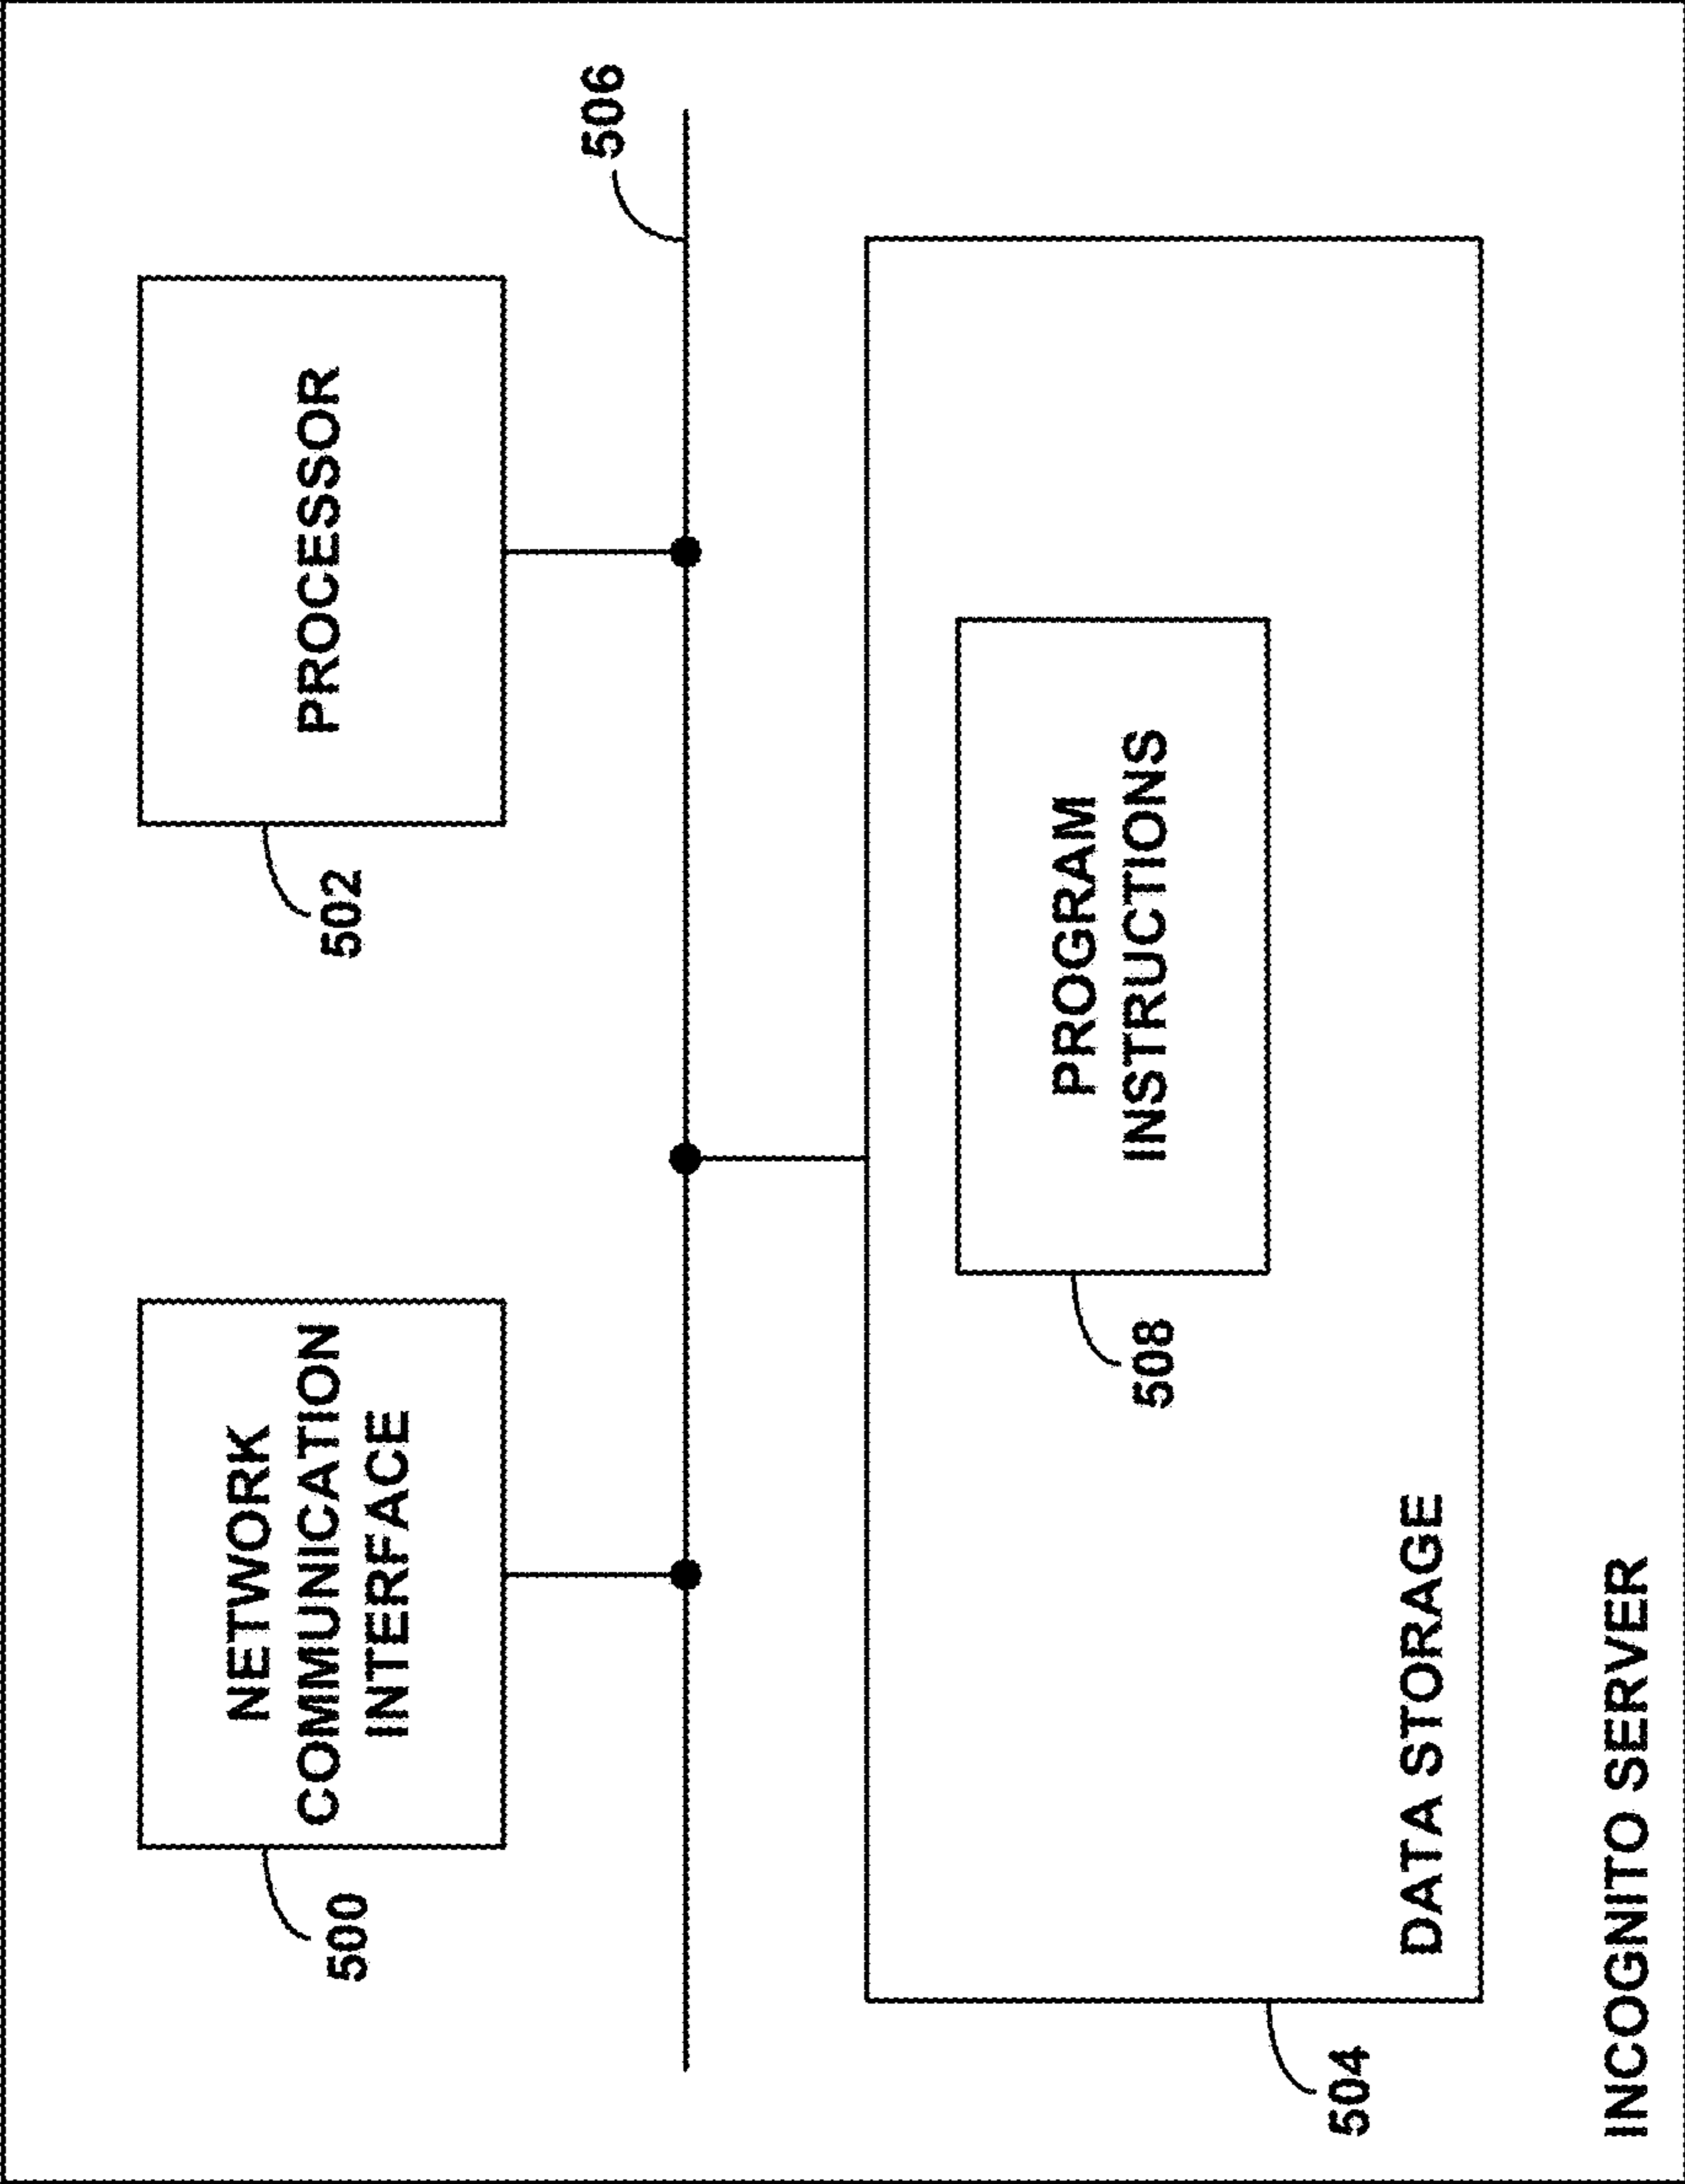 NETWORK
COMMUNICATION
INTERFACE
500
PROCESSOR
502
506
PROGRAM
INSTRUCTIONS
508
DATA STORAGE
504
INCOGNITO SERVER